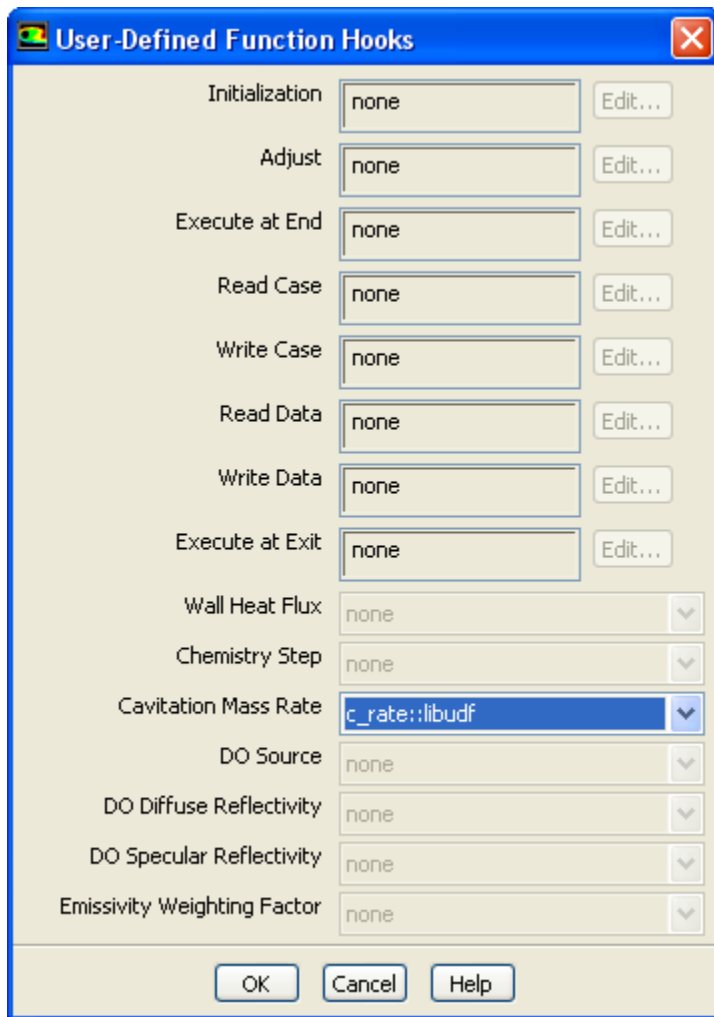 User-Defined Function Hooks
Initialization none Edit...
Adjust none Edit...
Execute at End none Edit...
Read Case none Edit...
Write Case none Edit...
Read Data none Edit...
Write Data none Edit...
Execute at Exit none Edit...
Wall Heat Flux none
Chemistry Step none
Cavitation Mass Rate c_rate::libudf
DO Source none
DO Diffuse Reflectivity none
DO Specular Reflectivity none
Emissivity Weighting Factor none
OK Cancel Help